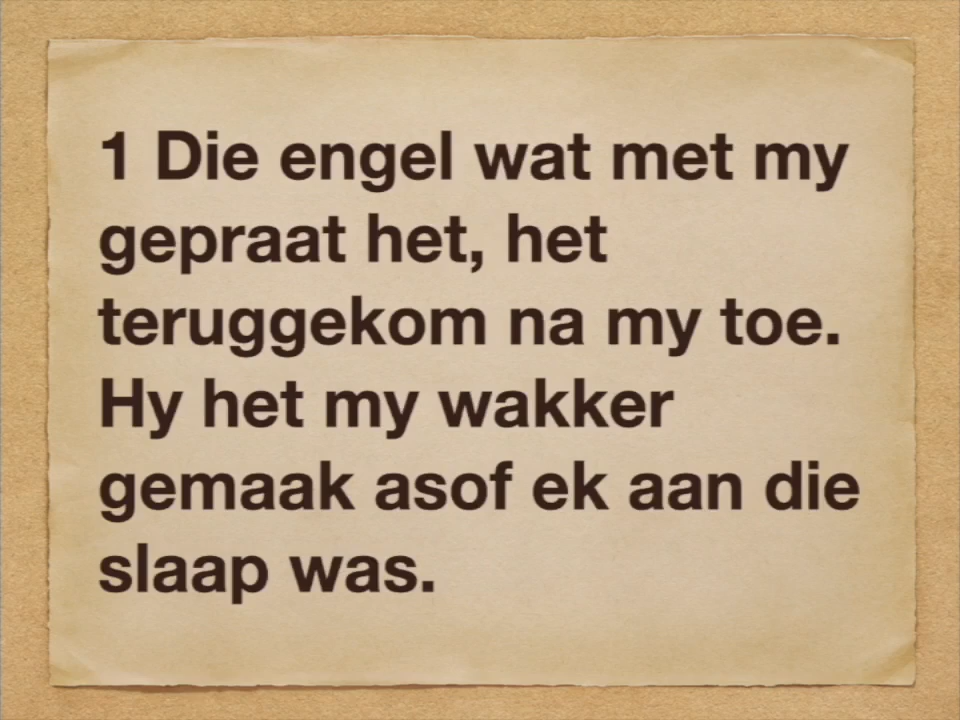 1 Die engel wat met my
gepraat het, het
teruggekom na my toe.
Hy het my wakker
gemaak asof ek aan die
slaap was.